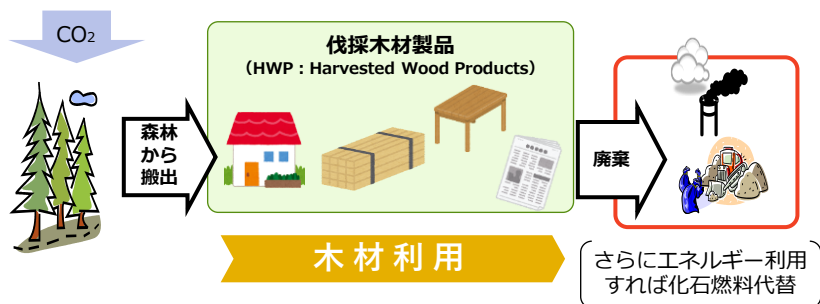 CO₂
伐採木材製品
（HWP：Harvested Wood Products）
森林
から
搬出
廃棄
木材利用
さらにエネルギー利用
すれば化石燃料代替